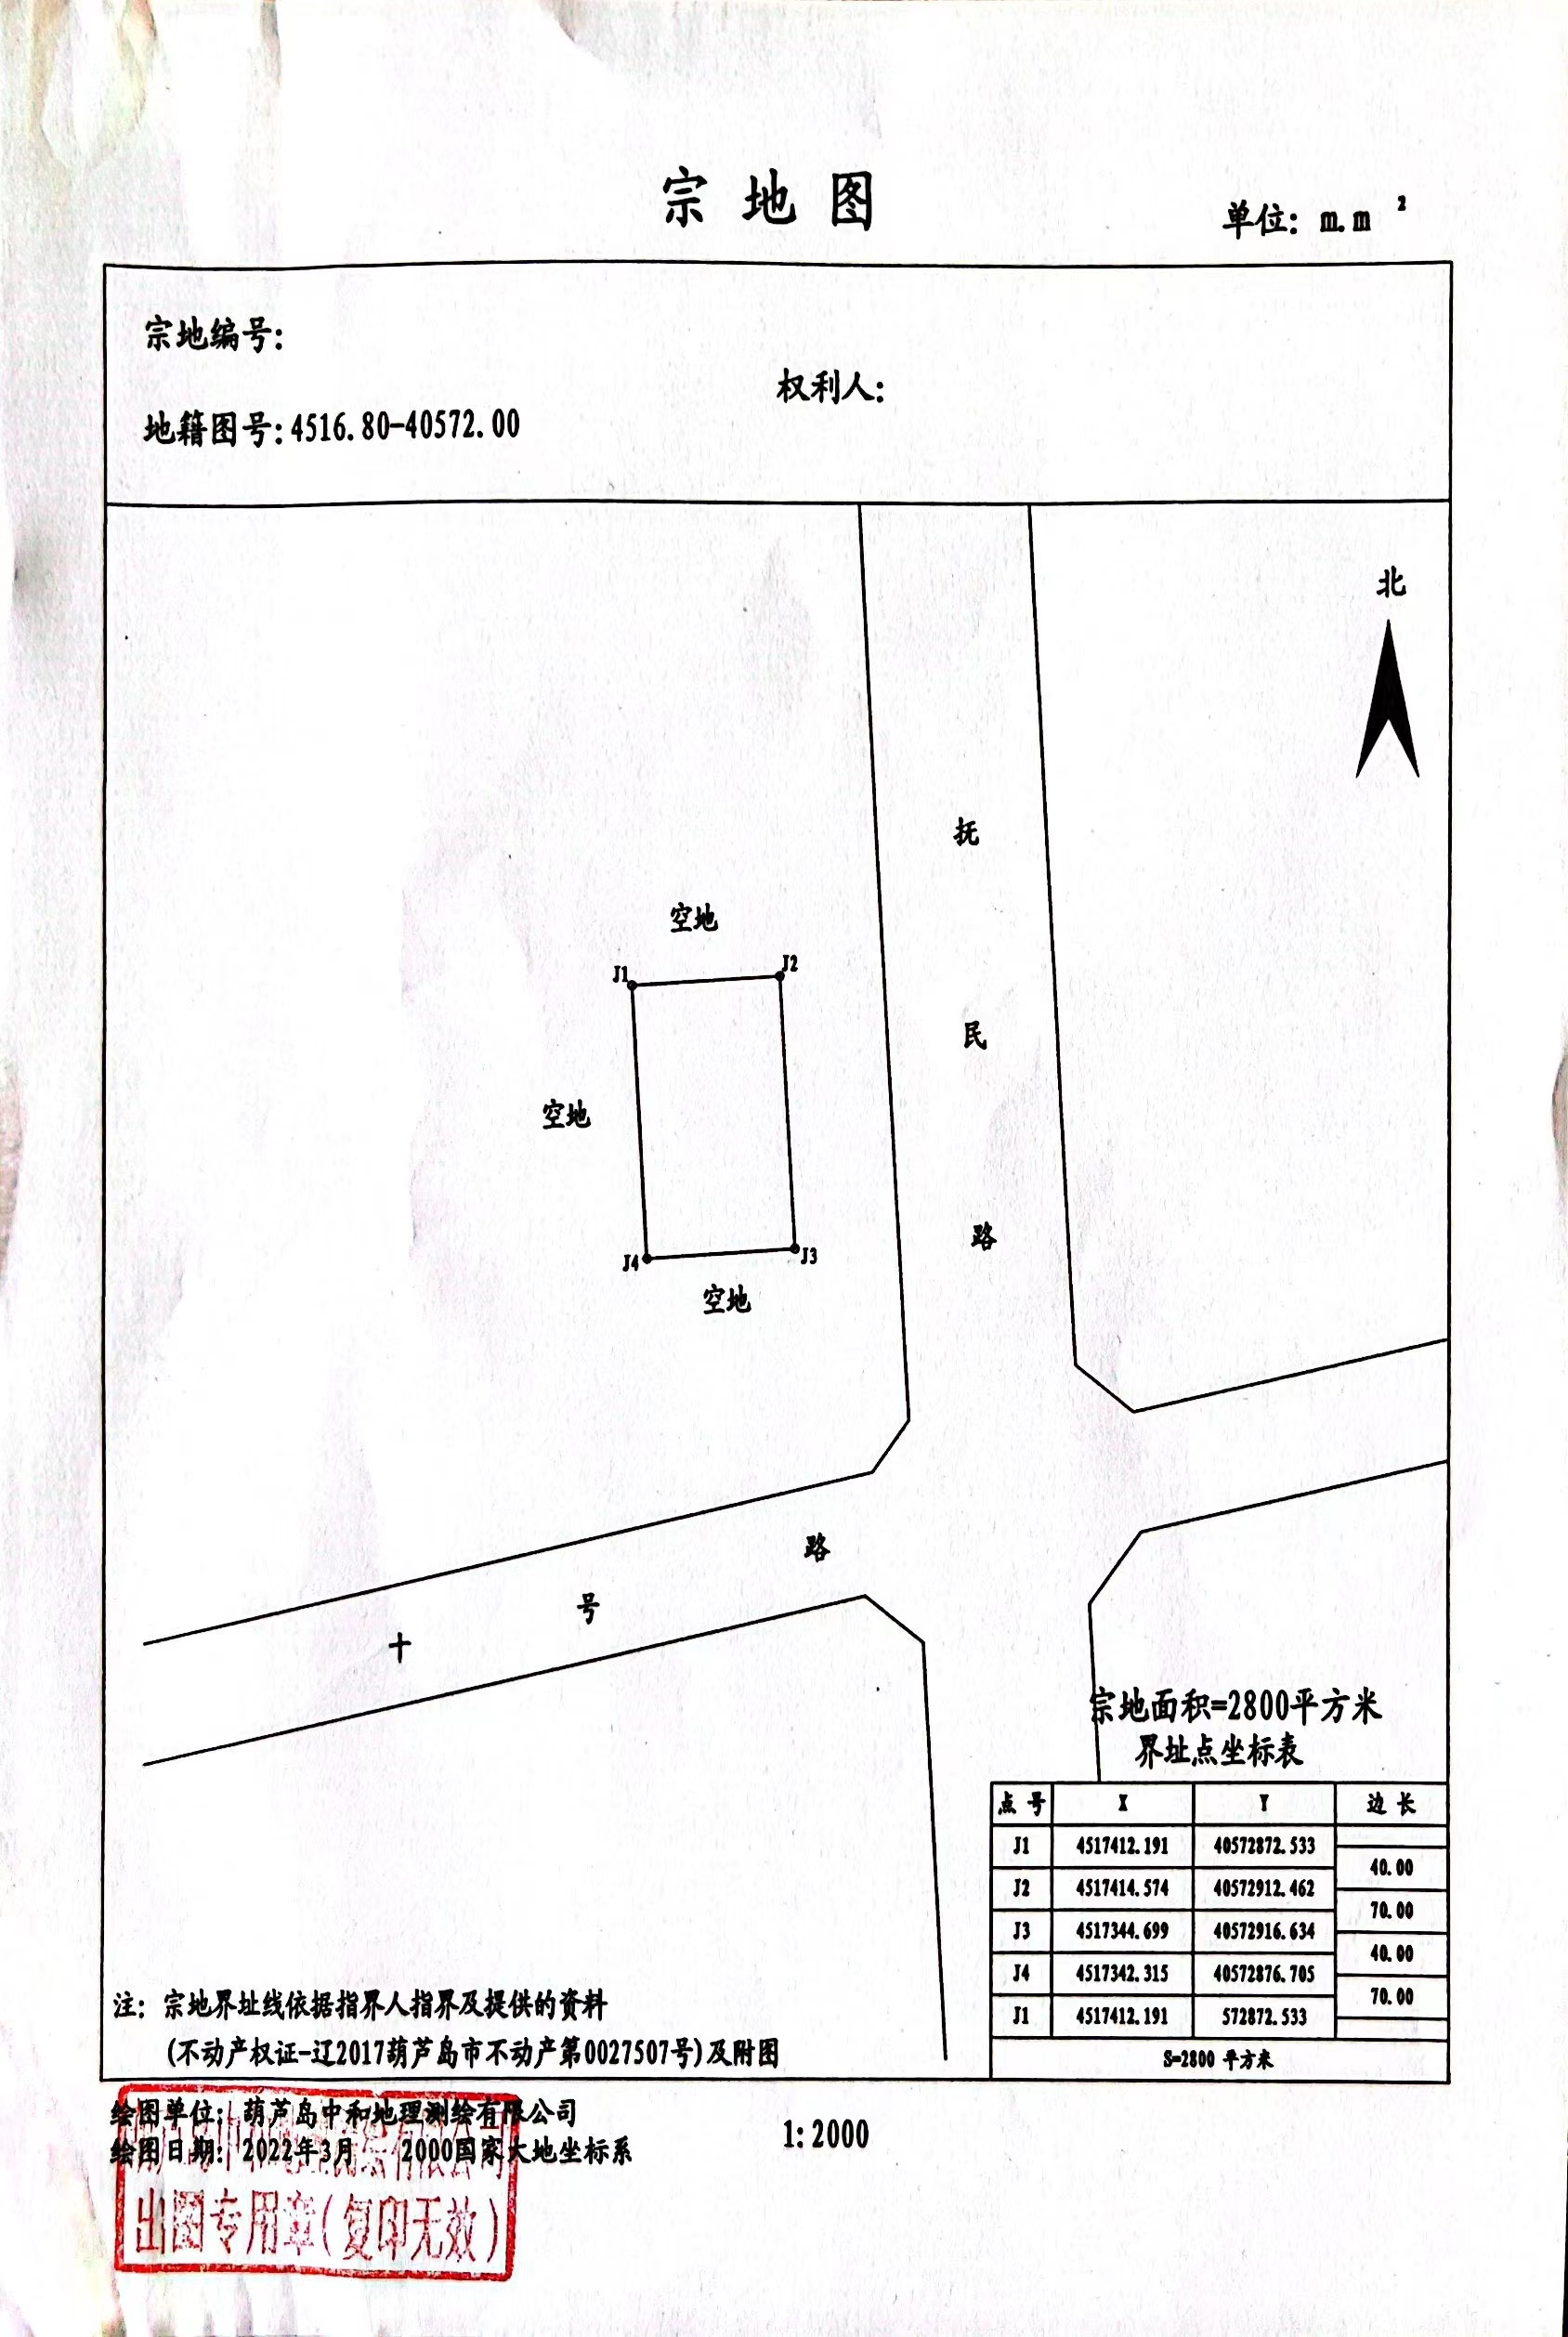 宗地图
单位: m.m²
宗地编号:
权利人:
地籍图号: 4516.80-40572.00
北
抚
民
路
空地
J1
J2
空地
J4
J3
空地
十 号 路
宗地面积=2800平方米
界址点坐标表
点号 X Y 边长
J1 4517412.191 40572872.533
40.00
J2 4517414.574 40572912.462
70.00
J3 4517344.699 40572916.634
40.00
J4 4517342.315 40572876.705
70.00
J1 4517412.191 572872.533
S=2800 平方米
注: 宗地界址线依据指界人指界及提供的资料
(不动产权证-辽2017葫芦岛市不动产第0027507号)及附图
绘图单位: 葫芦岛中和地理测绘有限公司
绘图日期: 2022年3月 2000国家大地坐标系
1:2000
出图专用章(复印无效)